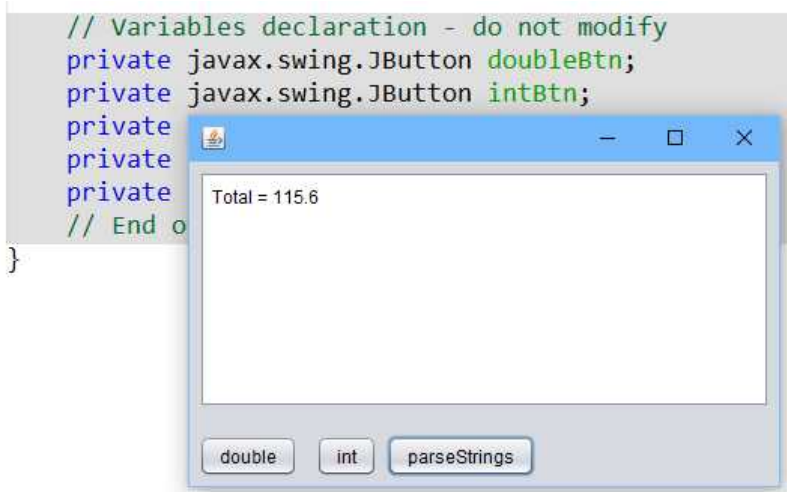 // Variables declaration - do not modify
private javax.swing.JButton doubleBtn;
private javax.swing.JButton intBtn;
private
private
private
// End o
}
Total = 115.6
double int parseStrings